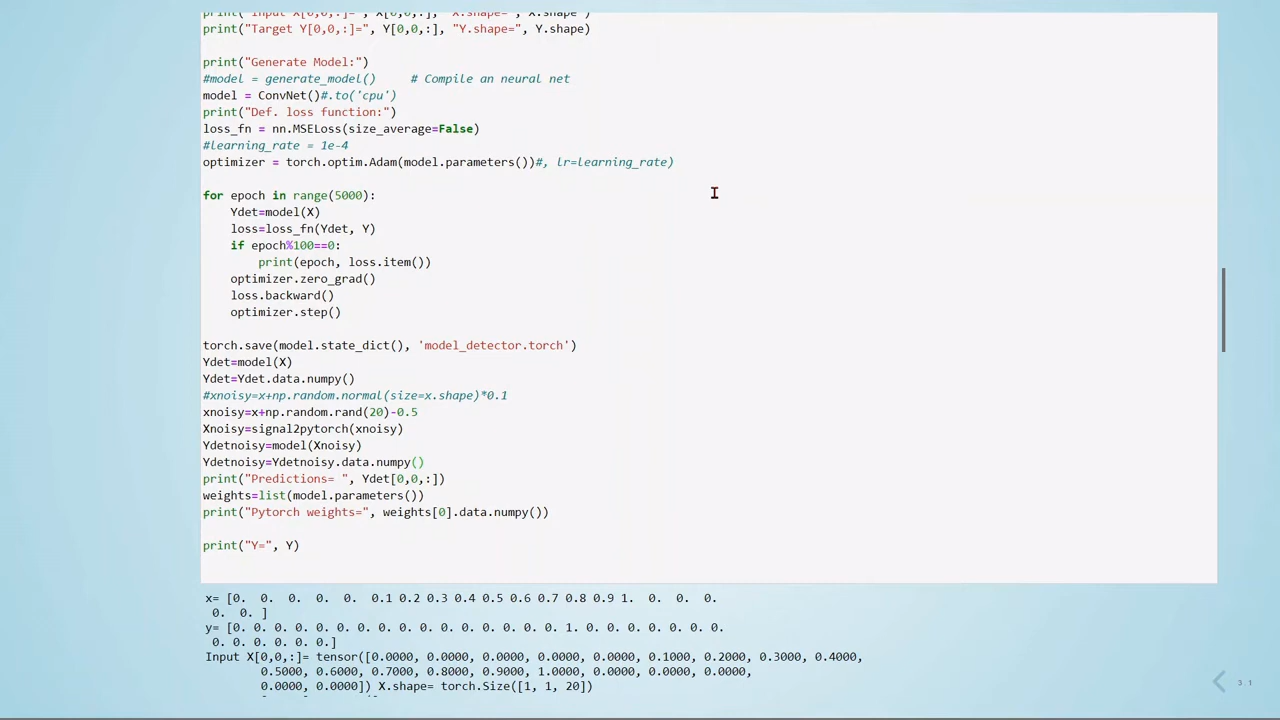 print("Input X[0,0,:]=", X[0,0,:], "X.shape=", X.shape)
print("Target Y[0,0,:]=", Y[0,0,:], "Y.shape=", Y.shape)
print("Generate Model:")
#model = generate_model()     # Compile an neural net
model = ConvNet()#.to('cpu')
print("Def. loss function:")
loss_fn = nn.MSELoss(size_average=False)
#learning_rate = 1e-4
optimizer = torch.optim.Adam(model.parameters())#, lr=learning_rate)
for epoch in range(5000):
    Ydet=model(X)
    loss=loss_fn(Ydet, Y)
    if epoch%100==0:
        print(epoch, loss.item())
    optimizer.zero_grad()
    loss.backward()
    optimizer.step()
torch.save(model.state_dict(), 'model_detector.torch')
Ydet=model(X)
Ydet=Ydet.data.numpy()
#xnoisy=x+np.random.normal(size=x.shape)*0.1
xnoisy=x+np.random.rand(20)-0.5
Xnoisy=signal2pytorch(xnoisy)
Ydetnoisy=model(Xnoisy)
Ydetnoisy=Ydetnoisy.data.numpy()
print("Predictions= ", Ydet[0,0,:])
weights=list(model.parameters())
print("Pytorch weights=", weights[0].data.numpy())
print("Y=", Y)
x= [0.  0.  0.  0.  0.  0.1 0.2 0.3 0.4 0.5 0.6 0.7 0.8 0.9 1.  0.  0.  0.
 0.  0. ]
y= [0. 0. 0. 0. 0. 0. 0. 0. 0. 0. 0. 0. 0. 0. 0. 0. 1. 0. 0. 0. 0. 0. 0. 0.
 0. 0. 0. 0. 0. 0.]
Input X[0,0,:]= tensor([0.0000, 0.0000, 0.0000, 0.0000, 0.0000, 0.1000, 0.2000, 0.3000, 0.4000,
        0.5000, 0.6000, 0.7000, 0.8000, 0.9000, 1.0000, 0.0000, 0.0000, 0.0000,
        0.0000, 0.0000]) X.shape= torch.Size([1, 1, 20])
3.1